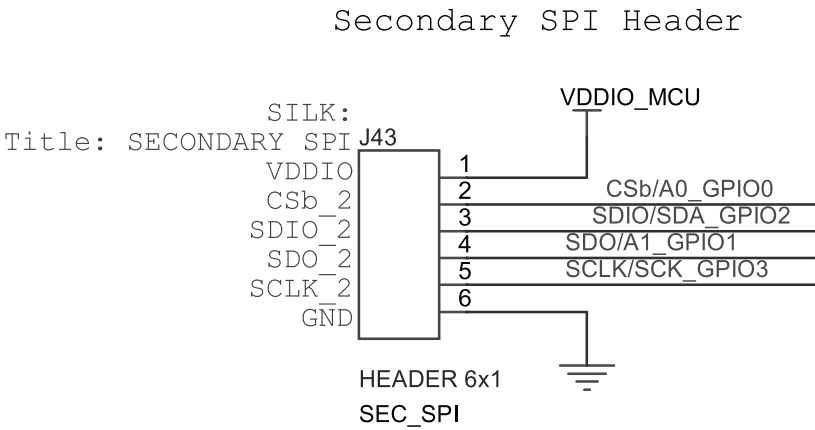 Secondary SPI Header
VDDIO_MCU
SILK:
Title: SECONDARY SPI
J43
VDDIO
1
CSb_2
2
CSb/A0_GPIO0
SDIO_2
3
SDIO/SDA_GPIO2
SDO_2
4
SDO/A1_GPIO1
SCLK_2
5
SCLK/SCK_GPIO3
GND
6
HEADER 6x1
SEC_SPI